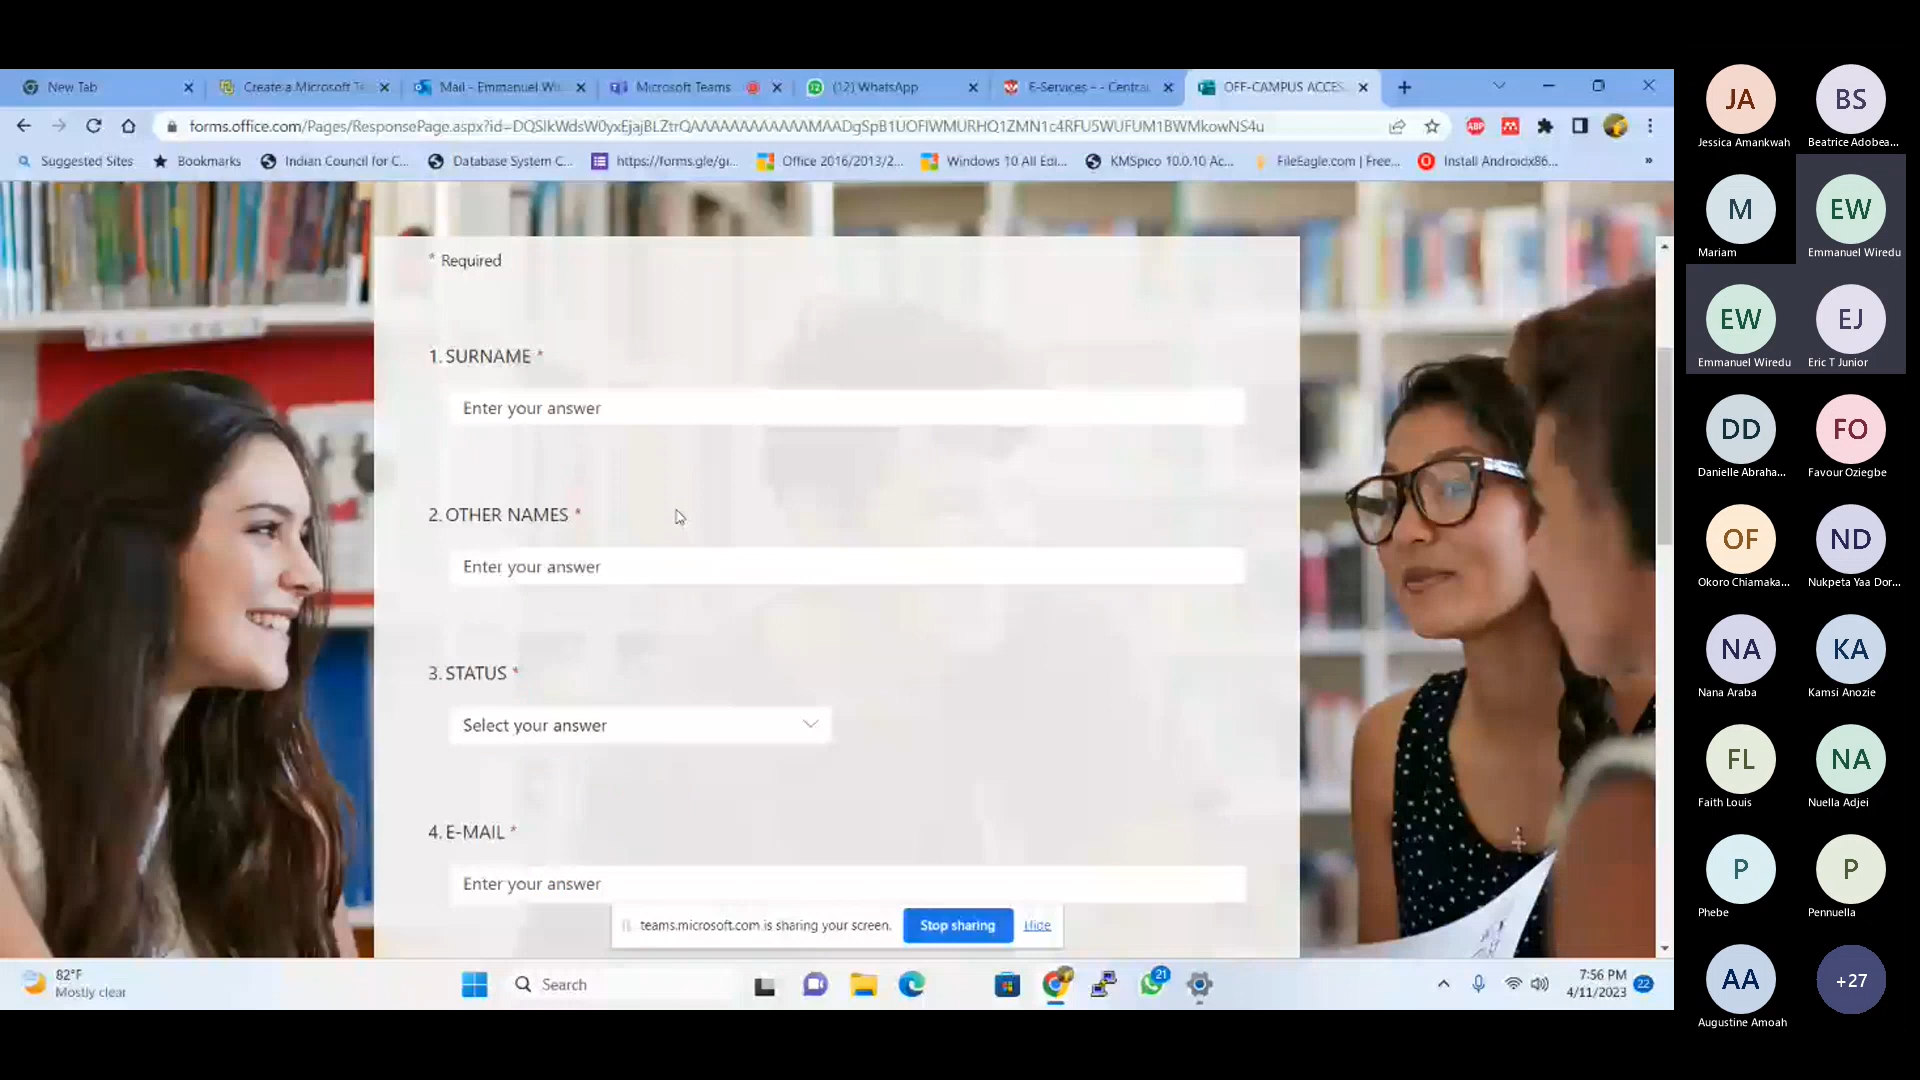 New Tab
Create a Microsoft Te
Mail - Emmanuel Wi
Microsoft Teams
(12) WhatsApp
E-Services – - Central
OFF-CAMPUS ACCES
forms.office.com/Pages/ResponsePage.aspx?id=
Suggested Sites
Bookmarks
Indian Council for C...
Database System C...
https://forms.gle/gi...
Office 2016/2013/2...
Windows 10 All Edi...
KMSpico 10.0.10 Ac...
FileEagle.com | Free...
Install Androidx86...
»
* Required
1. SURNAME *
Enter your answer
2. OTHER NAMES *
Enter your answer
3. STATUS *
Select your answer
4. E-MAIL *
Enter your answer
teams.microsoft.com is sharing your screen.
Stop sharing
Hide
82°F
Mostly clear
Search
21
7:56 PM
4/11/2023
22
JA
Jessica Amankwah
BS
Beatrice Adobea...
M
Mariam
EW
Emmanuel Wiredu
EW
Emmanuel Wiredu
EJ
Eric T Junior
DD
Danielle Abraha...
FO
Favour Oziegbe
OF
Okoro Chiamaka...
ND
Nukpeta Yaa Dor...
NA
Nana Araba
KA
Kamsi Anozie
FL
Faith Louis
NA
Nuella Adjei
P
Phebe
P
Pennuella
AA
Augustine Amoah
+27